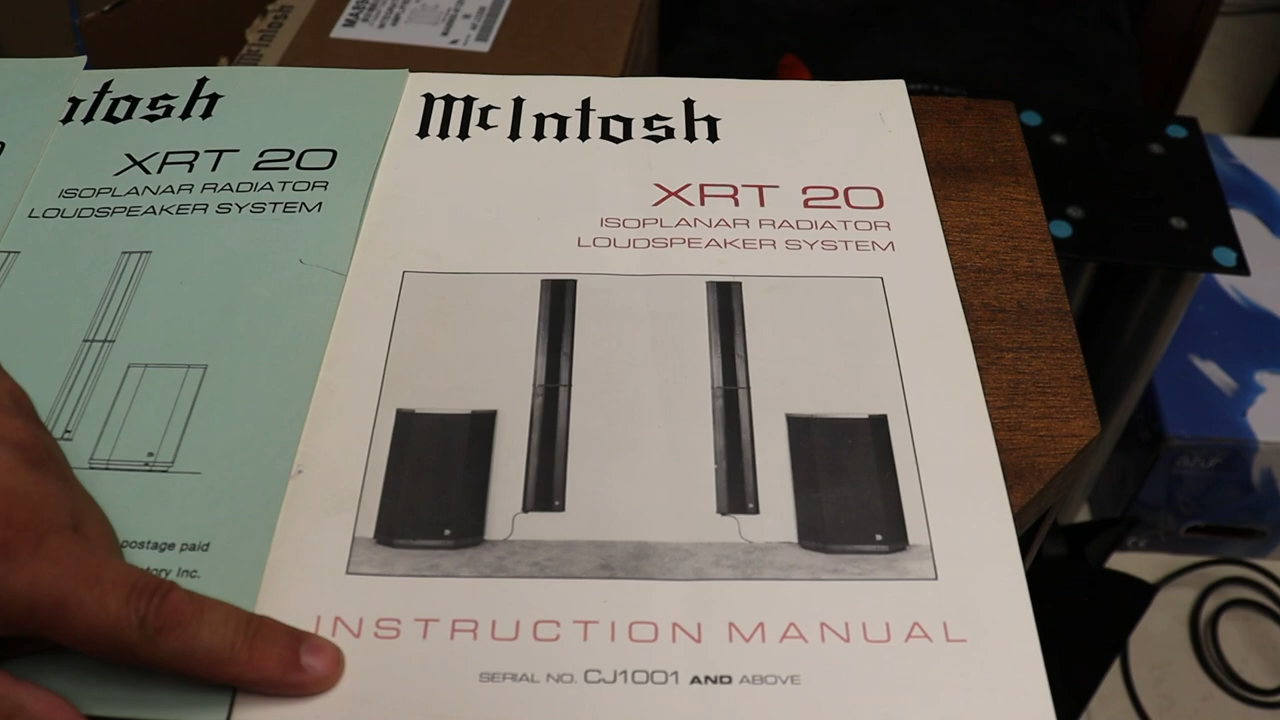 McIntosh
ntosh
XRT 20
ISOPLANAR RADIATOR
LOUDSPEAKER SYSTEM
postage paid
tory Inc.
McIntosh
XRT 20
ISOPLANAR RADIATOR
LOUDSPEAKER SYSTEM
INSTRUCTION MANUAL
SERIAL NO. CJ1001 AND ABOVE